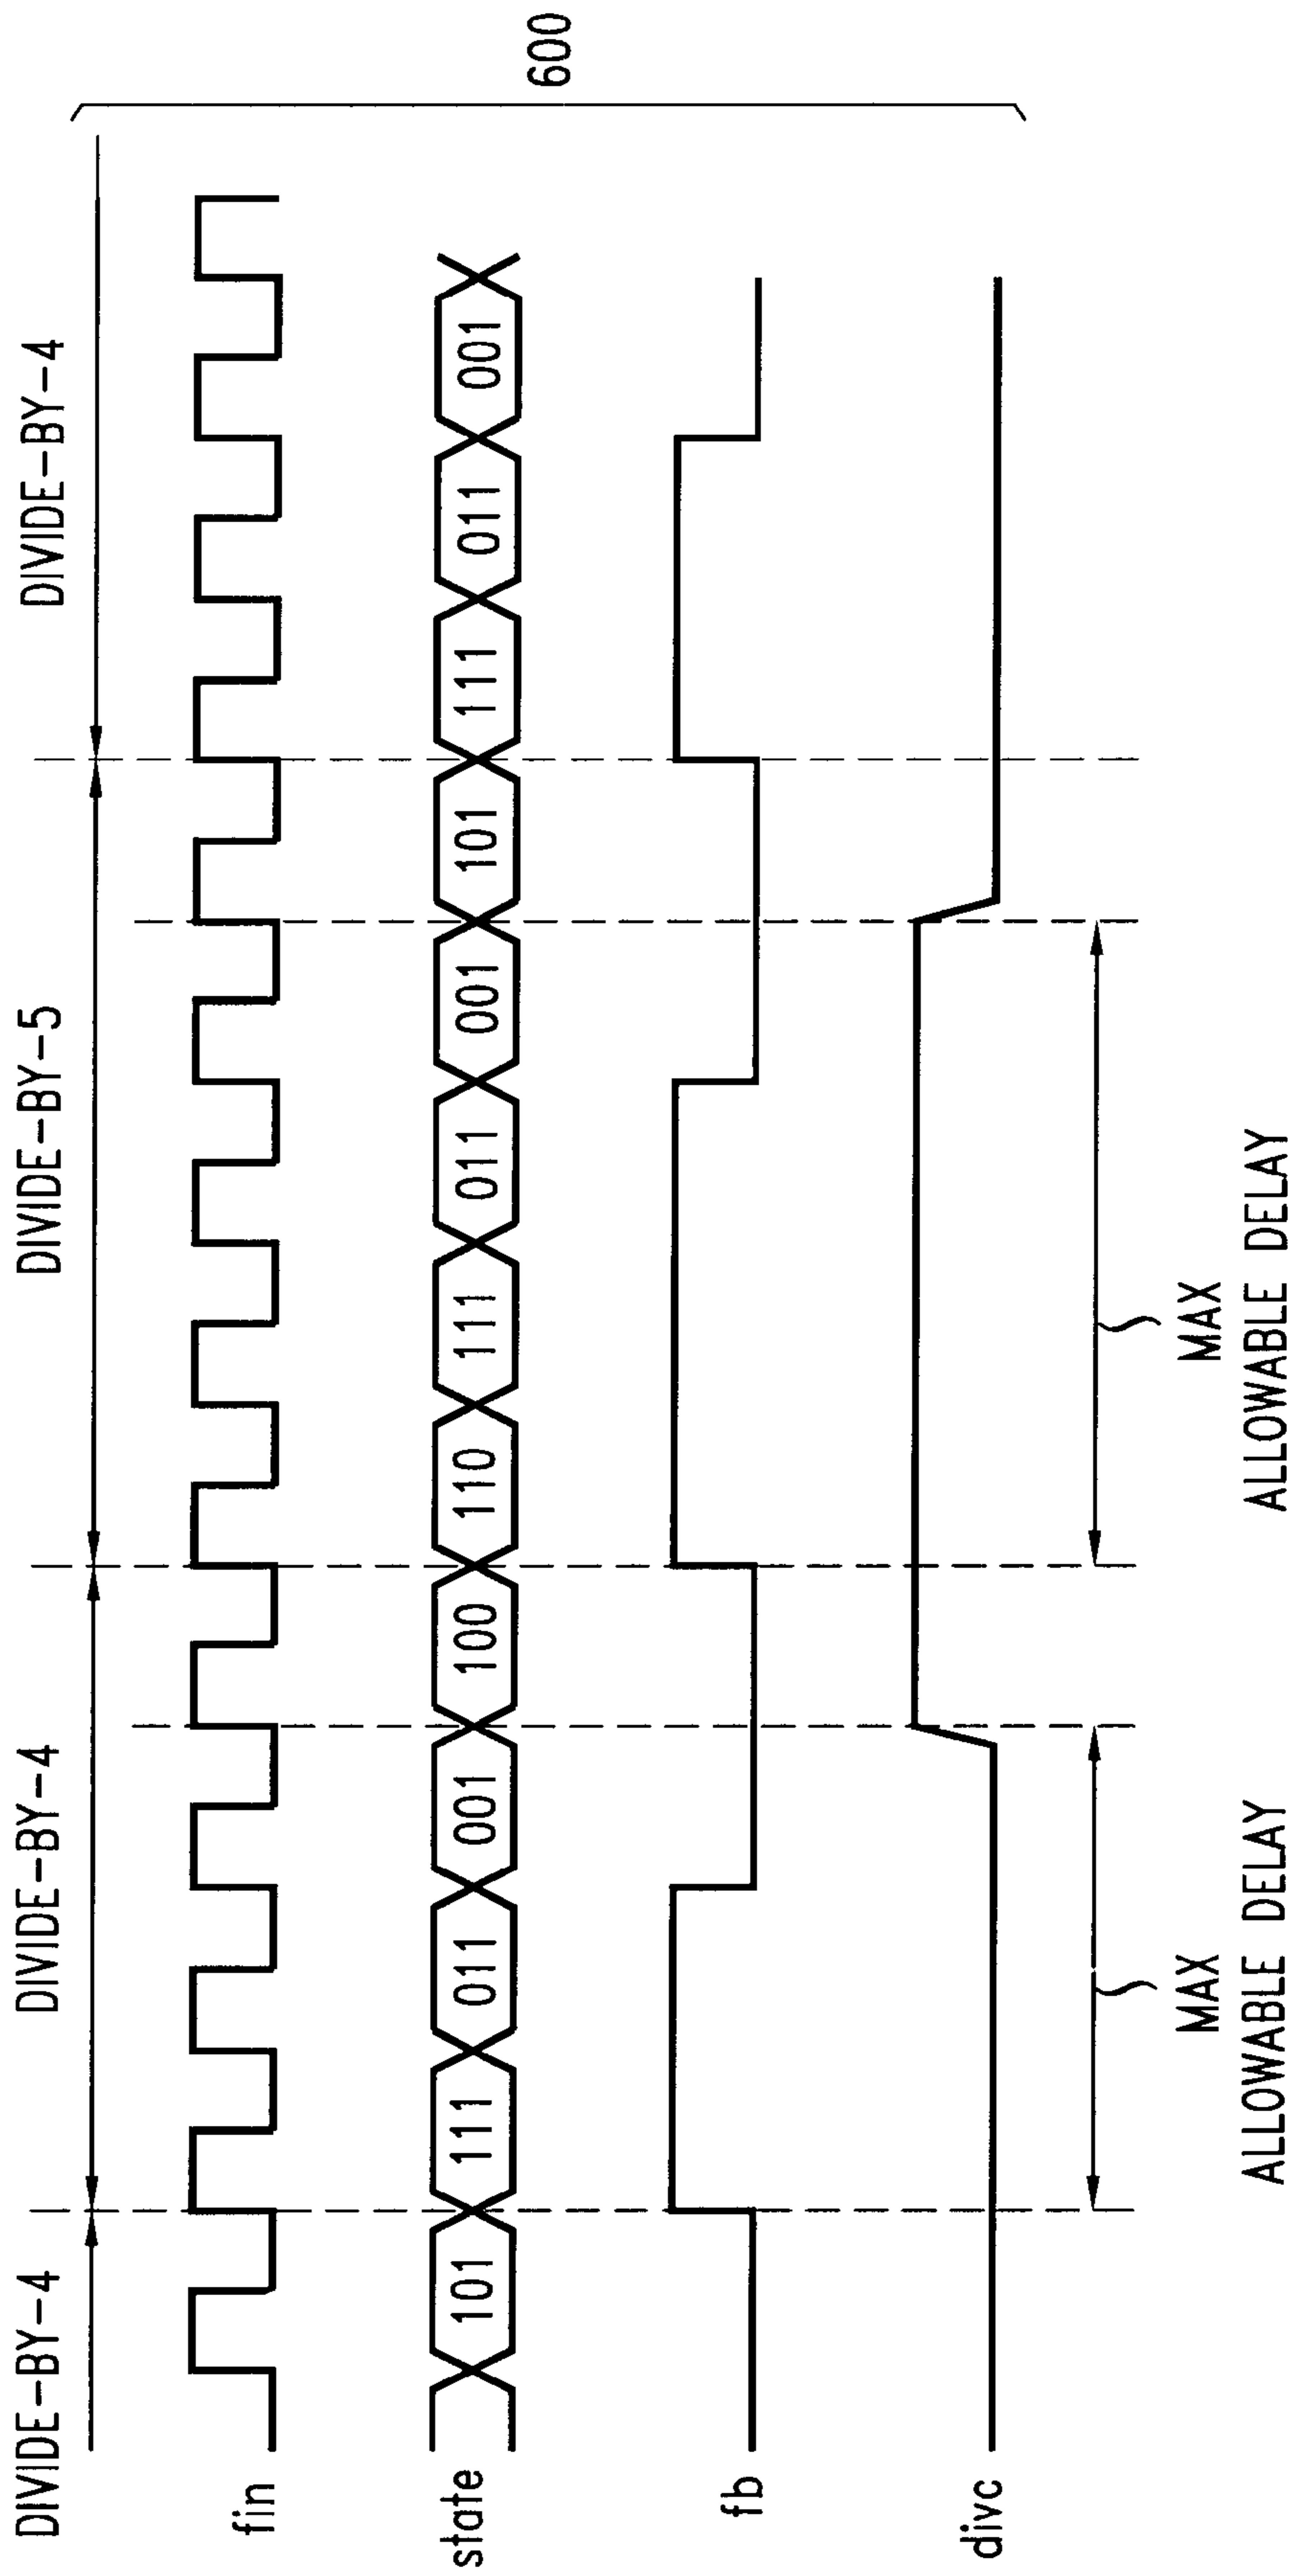 DIVIDE-BY-4
DIVIDE-BY-4
DIVIDE-BY-5
DIVIDE-BY-4
fin
state
101
111
011
001
100
110
111
011
001
101
111
011
001
fb
divc
MAX
ALLOWABLE DELAY
MAX
ALLOWABLE DELAY
600